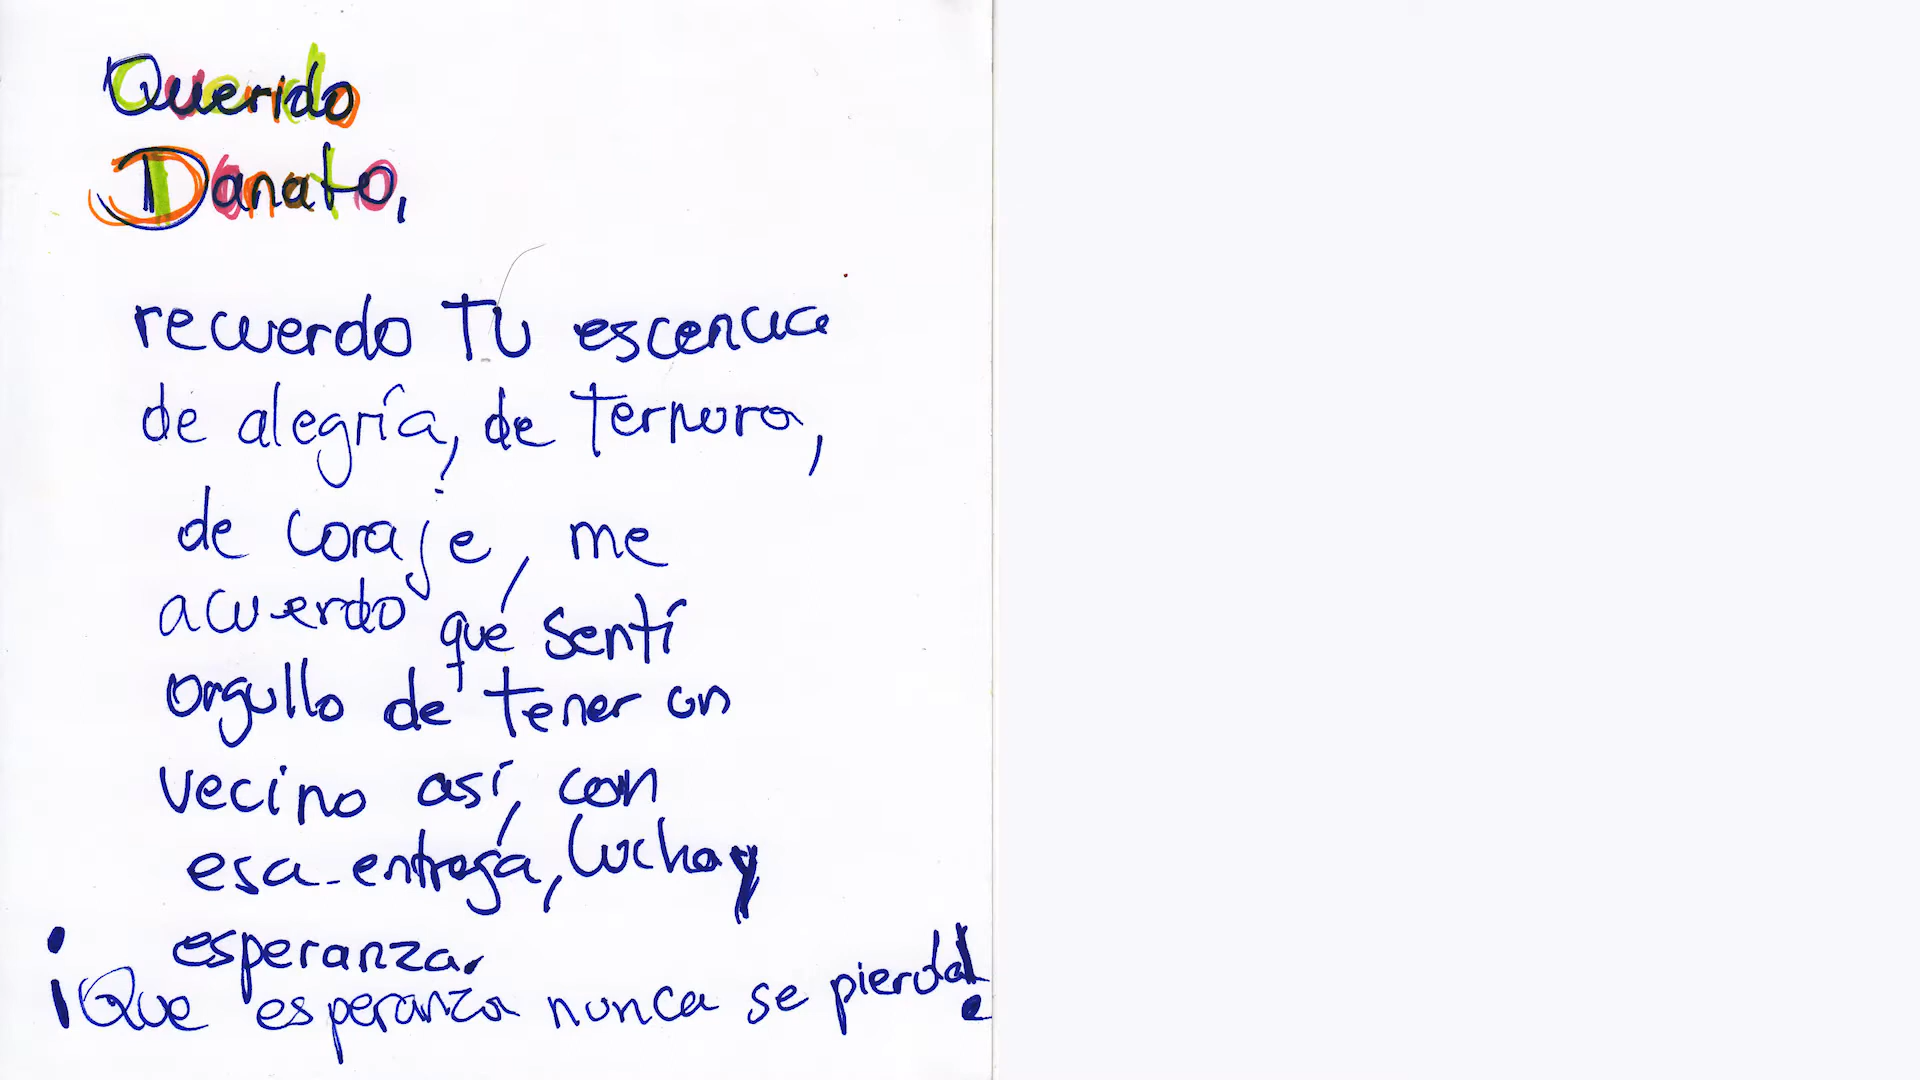 Querido
Danato,
recuerdo Tu escencia
de alegría, de Ternura,
de coraje, me
acuerdo que sentí
orgullo de tener un
vecino así, con
esa entrega, lucha y
esperanza.
¡Que esperanza nunca se pierda!